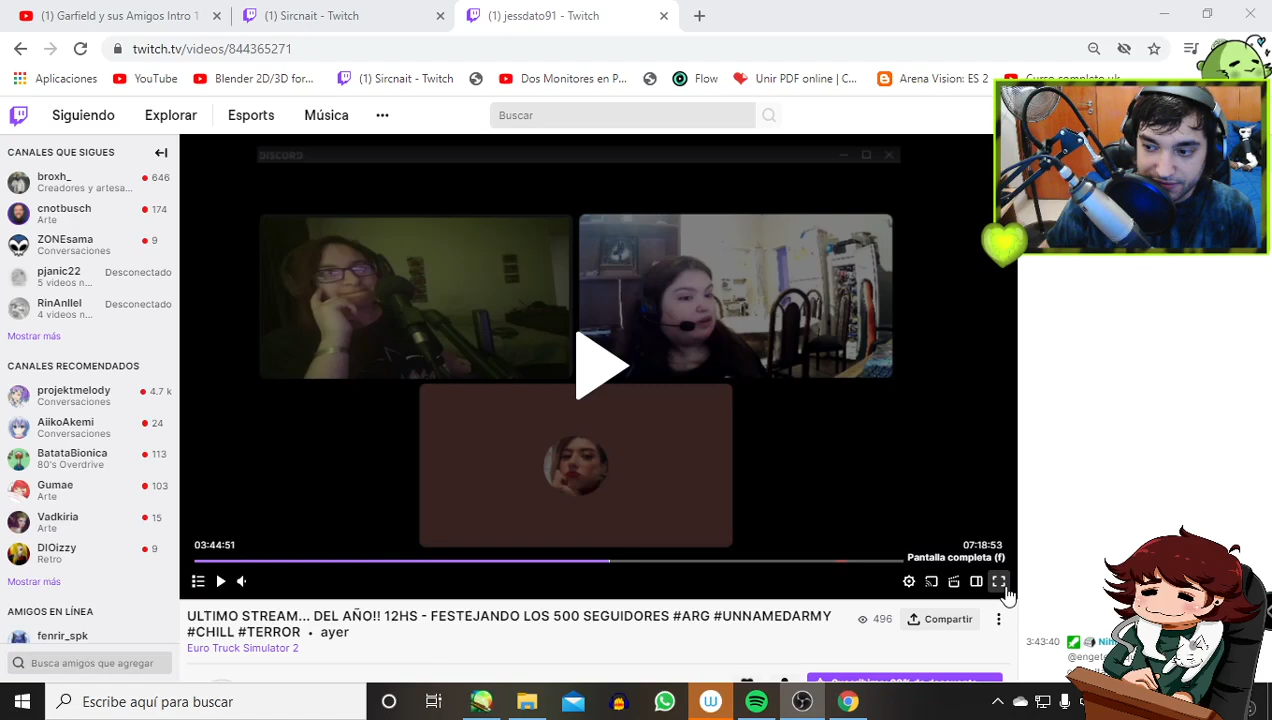 (1) Garfield y sus Amigos Intro 1
(1) Sircnait - Twitch
(1) jessdato91 - Twitch
twitch.tv/videos/844365271
Aplicaciones
YouTube
Blender 2D/3D for...
(1) Sircnait - Twitch
Dos Monitores en P...
Flow
Unir PDF online | C...
Arena Vision: ES 2
Siguiendo
Explorar
Esports
Música
Buscar
CANALES QUE SIGUES
broxh_
646
Creadores y artesa...
cnotbusch
174
Arte
ZONEsama
9
Conversaciones
pjanic22
Desconectado
5 videos n...
RinAnllel
Desconectado
4 videos n...
Mostrar más
CANALES RECOMENDADOS
projektmelody
4.7 k
Conversaciones
AiikoAkemi
24
Conversaciones
BatataBionica
113
80's Overdrive
Gumae
103
Arte
Vadkiria
15
Arte
DIOizzy
9
Retro
Mostrar más
AMIGOS EN LÍNEA
fenrir_spk
Busca amigos que agregar
DISCORD
03:44:51
07:18:53
Pantalla completa (f)
ULTIMO STREAM... DEL AÑO!! 12HS - FESTEJANDO LOS 500 SEGUIDORES #ARG #UNNAMEDARMY
#CHILL #TERROR • ayer
Euro Truck Simulator 2
496
Compartir
3:43:40
Escribe aquí para buscar